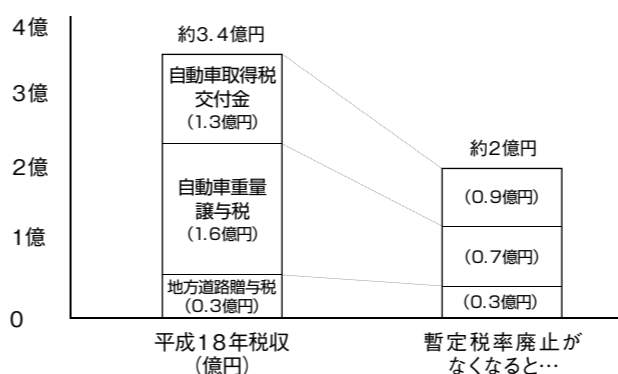 4億
3億
2億
1億
0
約3.4億円
自動車取得税
交付金
(1.3億円)
自動車重量
譲与税
(1.6億円)
地方道路贈与税
(0.3億円)
平成18年税収
(億円)
約2億円
(0.9億円)
(0.7億円)
(0.3億円)
暫定税率廃止が
なくなると…